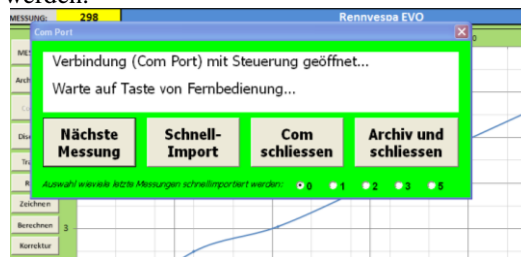 werden.
MESSUNG: 298 Rennvespa EVO
Com Port
Verbindung (Com Port) mit Steuerung geöffnet...
Warte auf Taste von Fernbedienung...
Nächste Messung
Schnell-Import
Com schliessen
Archiv und schliessen
Auswahl wieviele letzte Messungen schnellimportiert werden: 0 1 2 3 5
Zeichnen
Berechnen
3
Korrektur